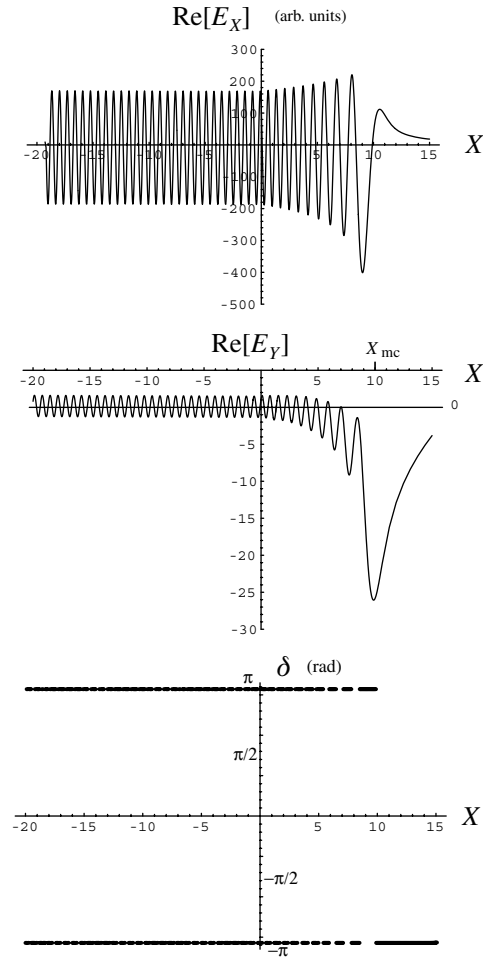 Re[E_X] (arb. units)
300
200
100
-20 -15 -10 -5 5 10 15 X
-100
-200
-300
-400
-500
Re[E_Y] X_mc
-20 -15 -10 -5 5 10 15 X
0
-5
-10
-15
-20
-25
-30
π δ (rad)
π/2
-20 -15 -10 -5 5 10 15 X
−π/2
−π